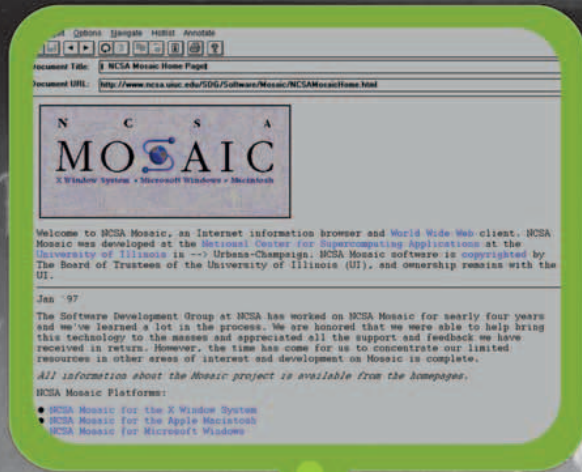 Options Navigate Hotlist Annotate
Document Title: NCSA Mosaic Home Page
Document URL: http://www.ncsa.uiuc.edu/SDG/Software/Mosaic/NCSAMosaicHome.html
N C S A
MOSAIC
X Window System • Microsoft Windows • Macintosh
Welcome to NCSA Mosaic, an Internet information browser and World Wide Web client. NCSA
Mosaic was developed at the National Center for Supercomputing Applications at the
University of Illinois in --> Urbana-Champaign. NCSA Mosaic software is copyrighted by
The Board of Trustees of the University of Illinois (UI), and ownership remains with the
UI.
Jan '97
The Software Development Group at NCSA has worked on NCSA Mosaic for nearly four years
and we've learned a lot in the process. We are honored that we were able to help bring
this technology to the masses and appreciated all the support and feedback we have
received in return. However, the time has come for us to concentrate our limited
resources in other areas of interest and development on Mosaic is complete.
All information about the Mosaic project is available from the homepages.
NCSA Mosaic Platforms:
● NCSA Mosaic for the X Window System
● NCSA Mosaic for the Apple Macintosh
NCSA Mosaic for Microsoft Windows